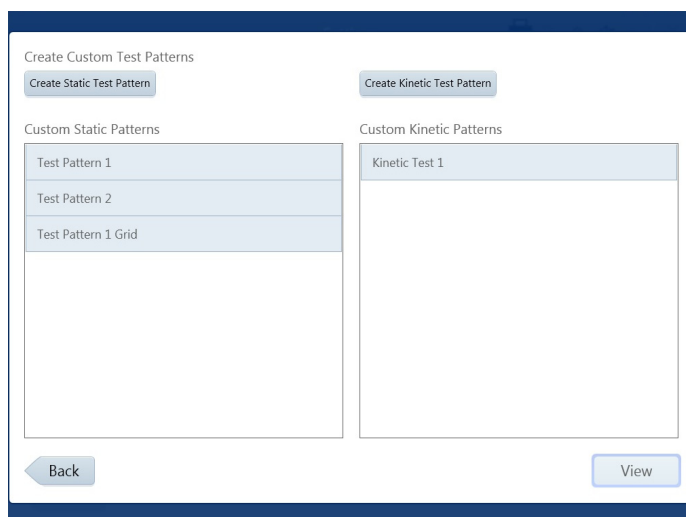 Create Custom Test Patterns
Create Static Test Pattern
Create Kinetic Test Pattern
Custom Static Patterns
Custom Kinetic Patterns
Test Pattern 1
Kinetic Test 1
Test Pattern 2
Test Pattern 1 Grid
Back
View